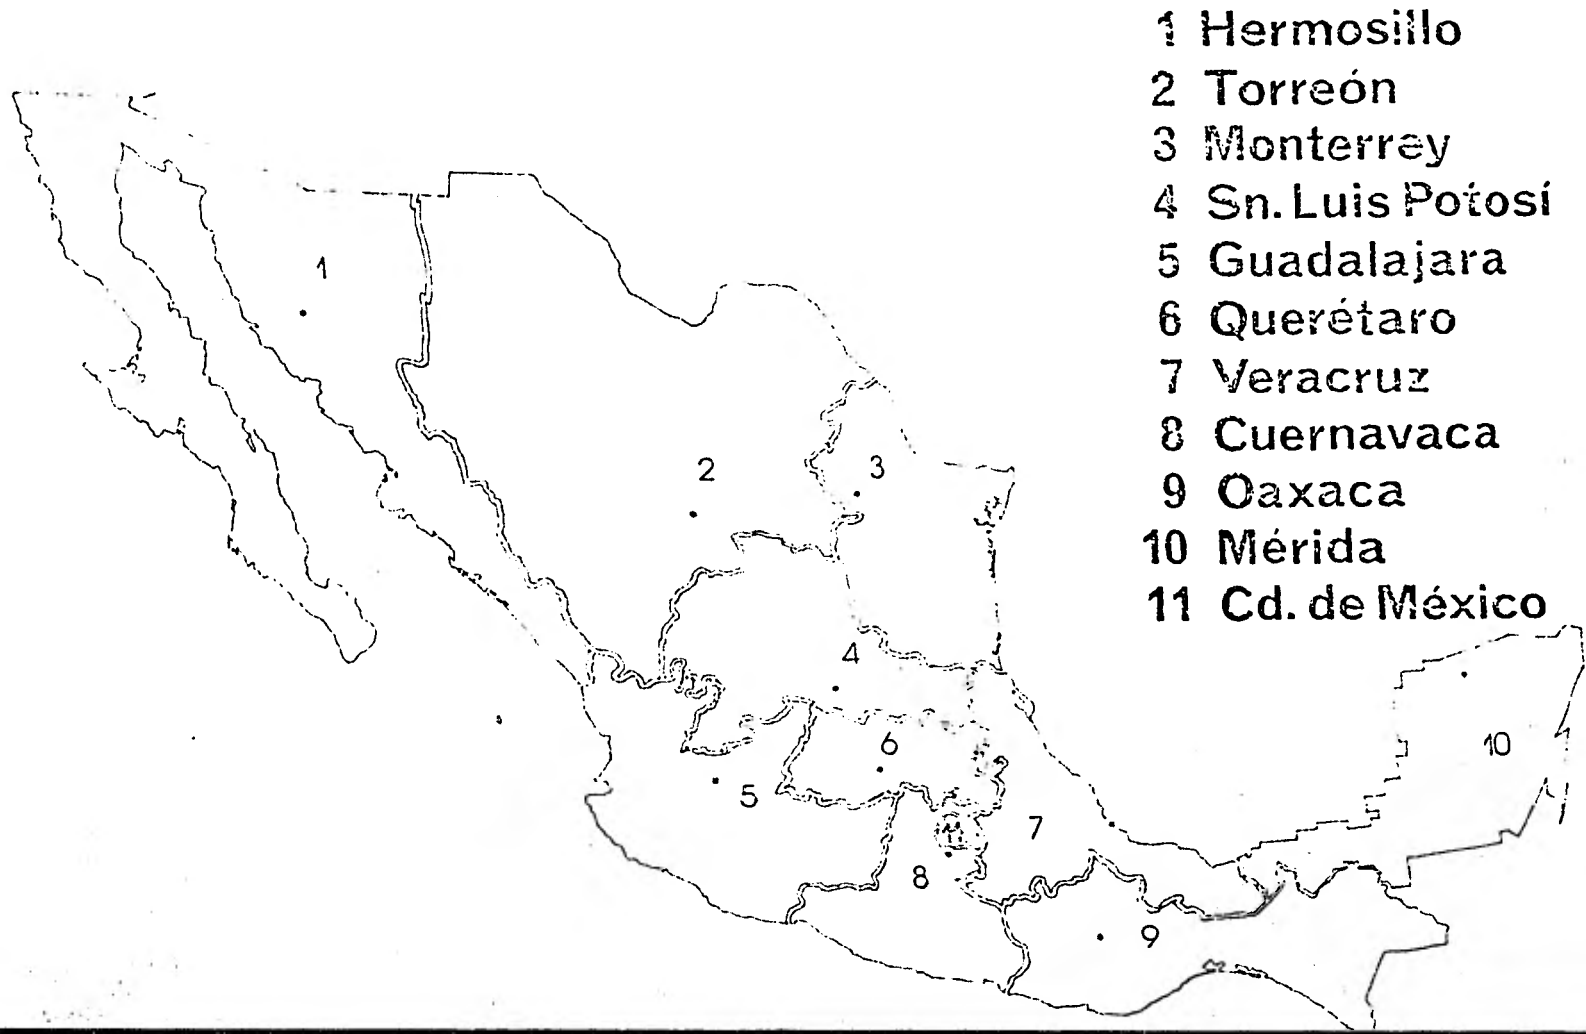 1 Hermosillo
2 Torreón
3 Monterrey
4 Sn. Luis Potosí
5 Guadalajara
6 Querétaro
7 Veracruz
8 Cuernavaca
9 Oaxaca
10 Mérida
11 Cd. de México
1
2
3
4
6
10
5
11
7
8
9